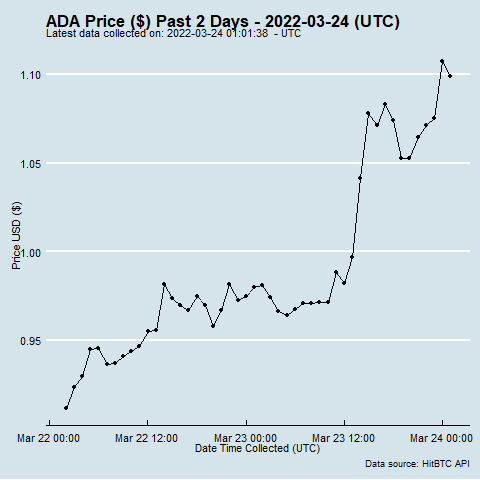 ADA Price ($) Past 2 Days - 2022-03-24 (UTC)
Latest data collected on: 2022-03-24 01:01:38 - UTC
1.10
1.05
1.00
0.95
Price USD ($)
Mar 22 00:00 Mar 22 12:00 Mar 23 00:00 Mar 23 12:00 Mar 24 00:00
Date Time Collected (UTC)
Data source: HitBTC API